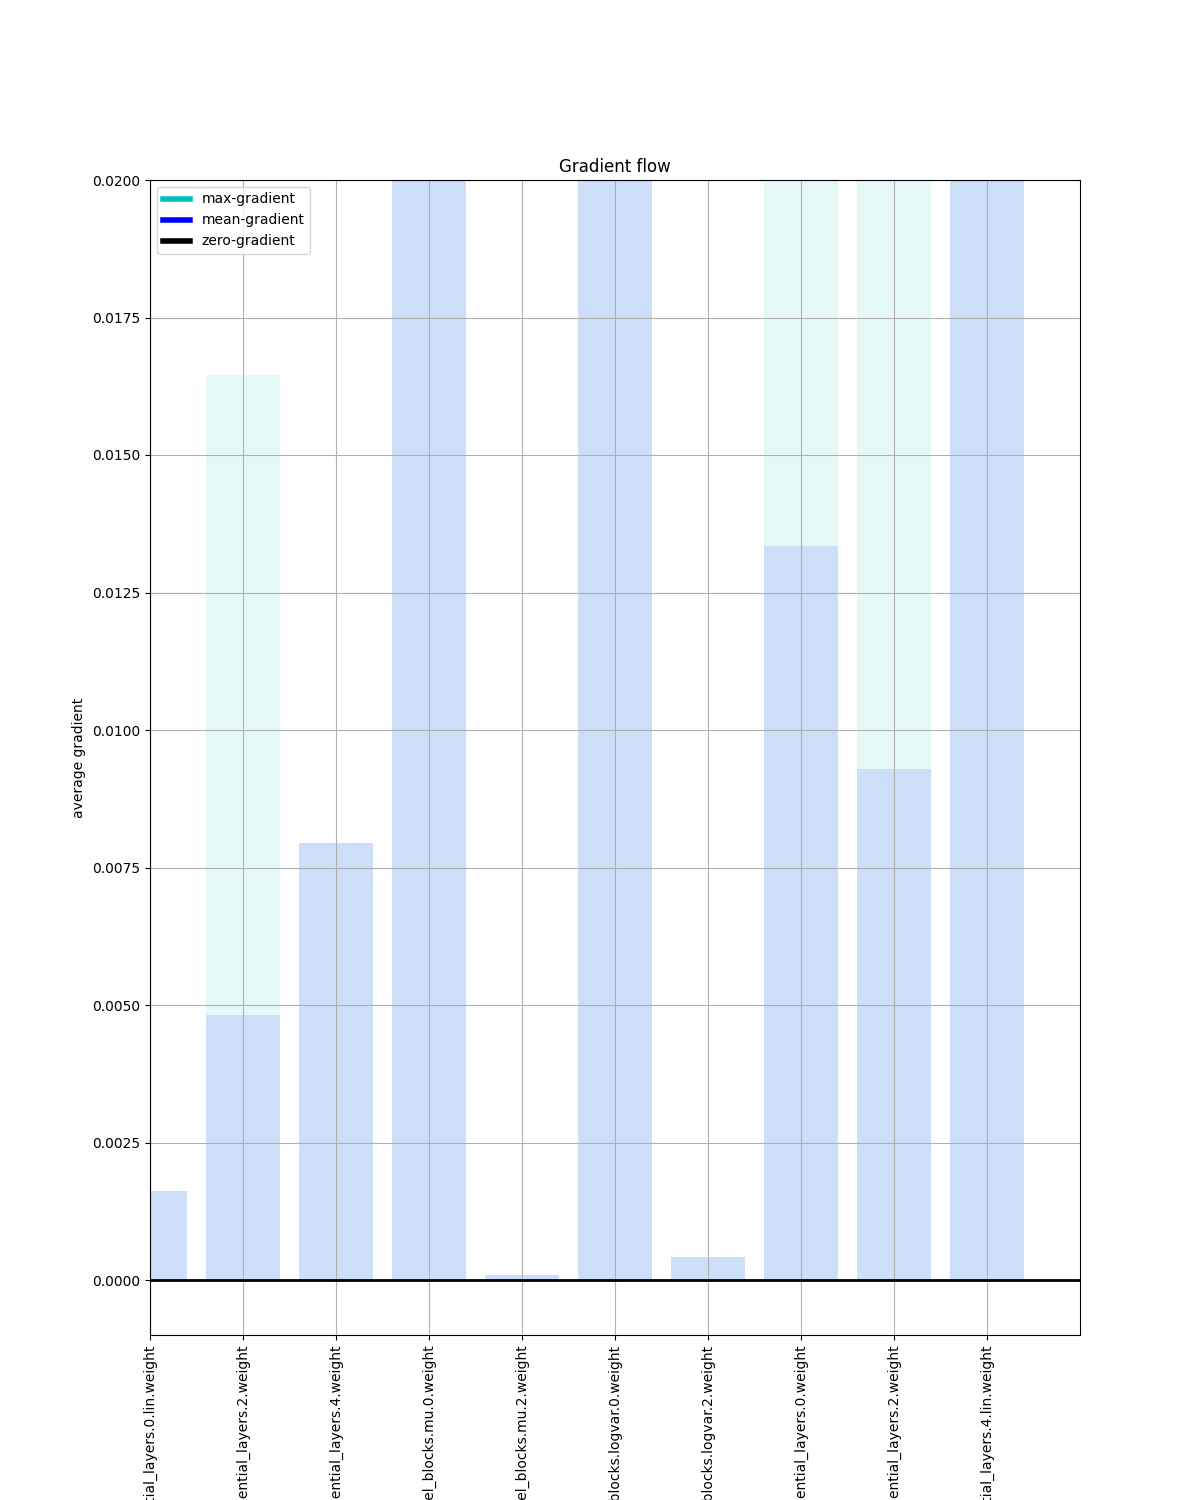 Gradient flow
max-gradient
mean-gradient
zero-gradient
0.0200
0.0175
0.0150
0.0125
0.0100
0.0075
0.0050
0.0025
0.0000
average gradient
tial_layers.0.lin.weight
ential_layers.2.weight
ential_layers.4.weight
el_blocks.mu.0.weight
el_blocks.mu.2.weight
blocks.logvar.0.weight
blocks.logvar.2.weight
ential_layers.0.weight
ential_layers.2.weight
tial_layers.4.lin.weight